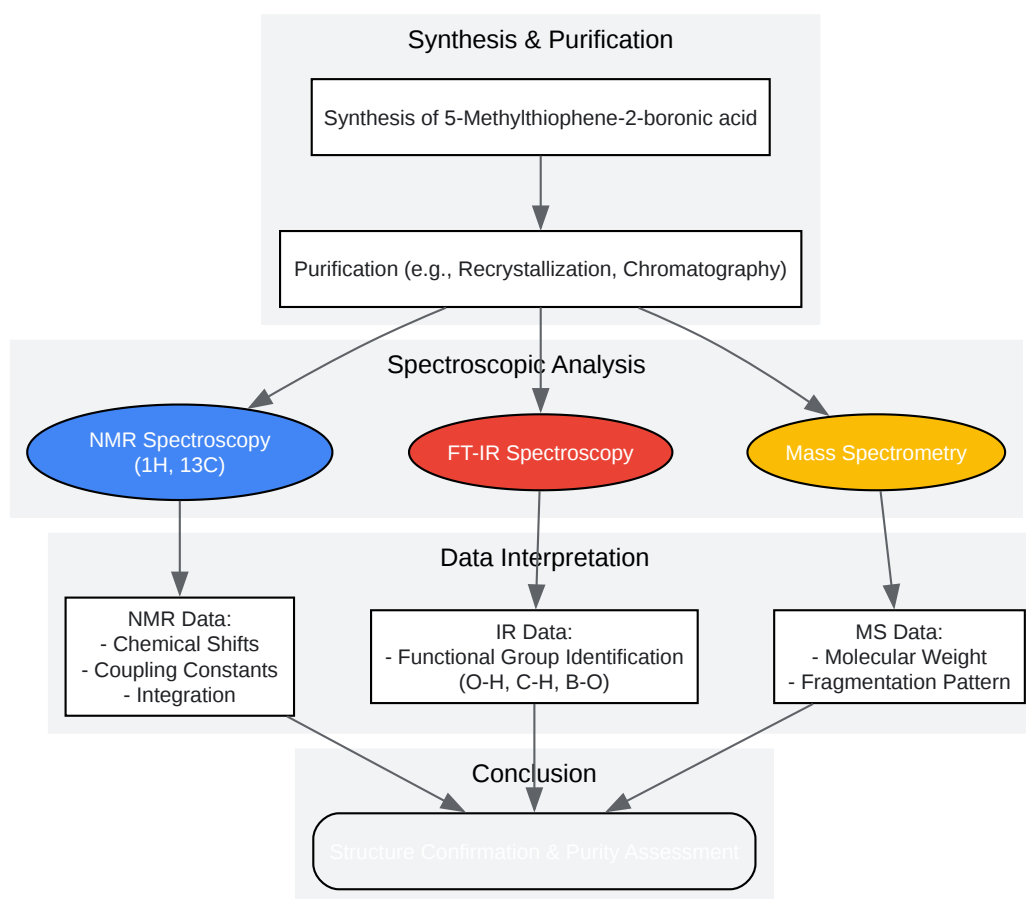 Synthesis & Purification
Synthesis of 5-Methylthiophene-2-boronic acid
Purification (e.g., Recrystallization, Chromatography)
Spectroscopic Analysis
NMR Spectroscopy
(1H, 13C)
FT-IR Spectroscopy
Mass Spectrometry
Data Interpretation
NMR Data:
- Chemical Shifts
- Coupling Constants
- Integration
IR Data:
- Functional Group Identification
(O-H, C-H, B-O)
MS Data:
- Molecular Weight
- Fragmentation Pattern
Conclusion
Structure Confirmation & Purity Assessment